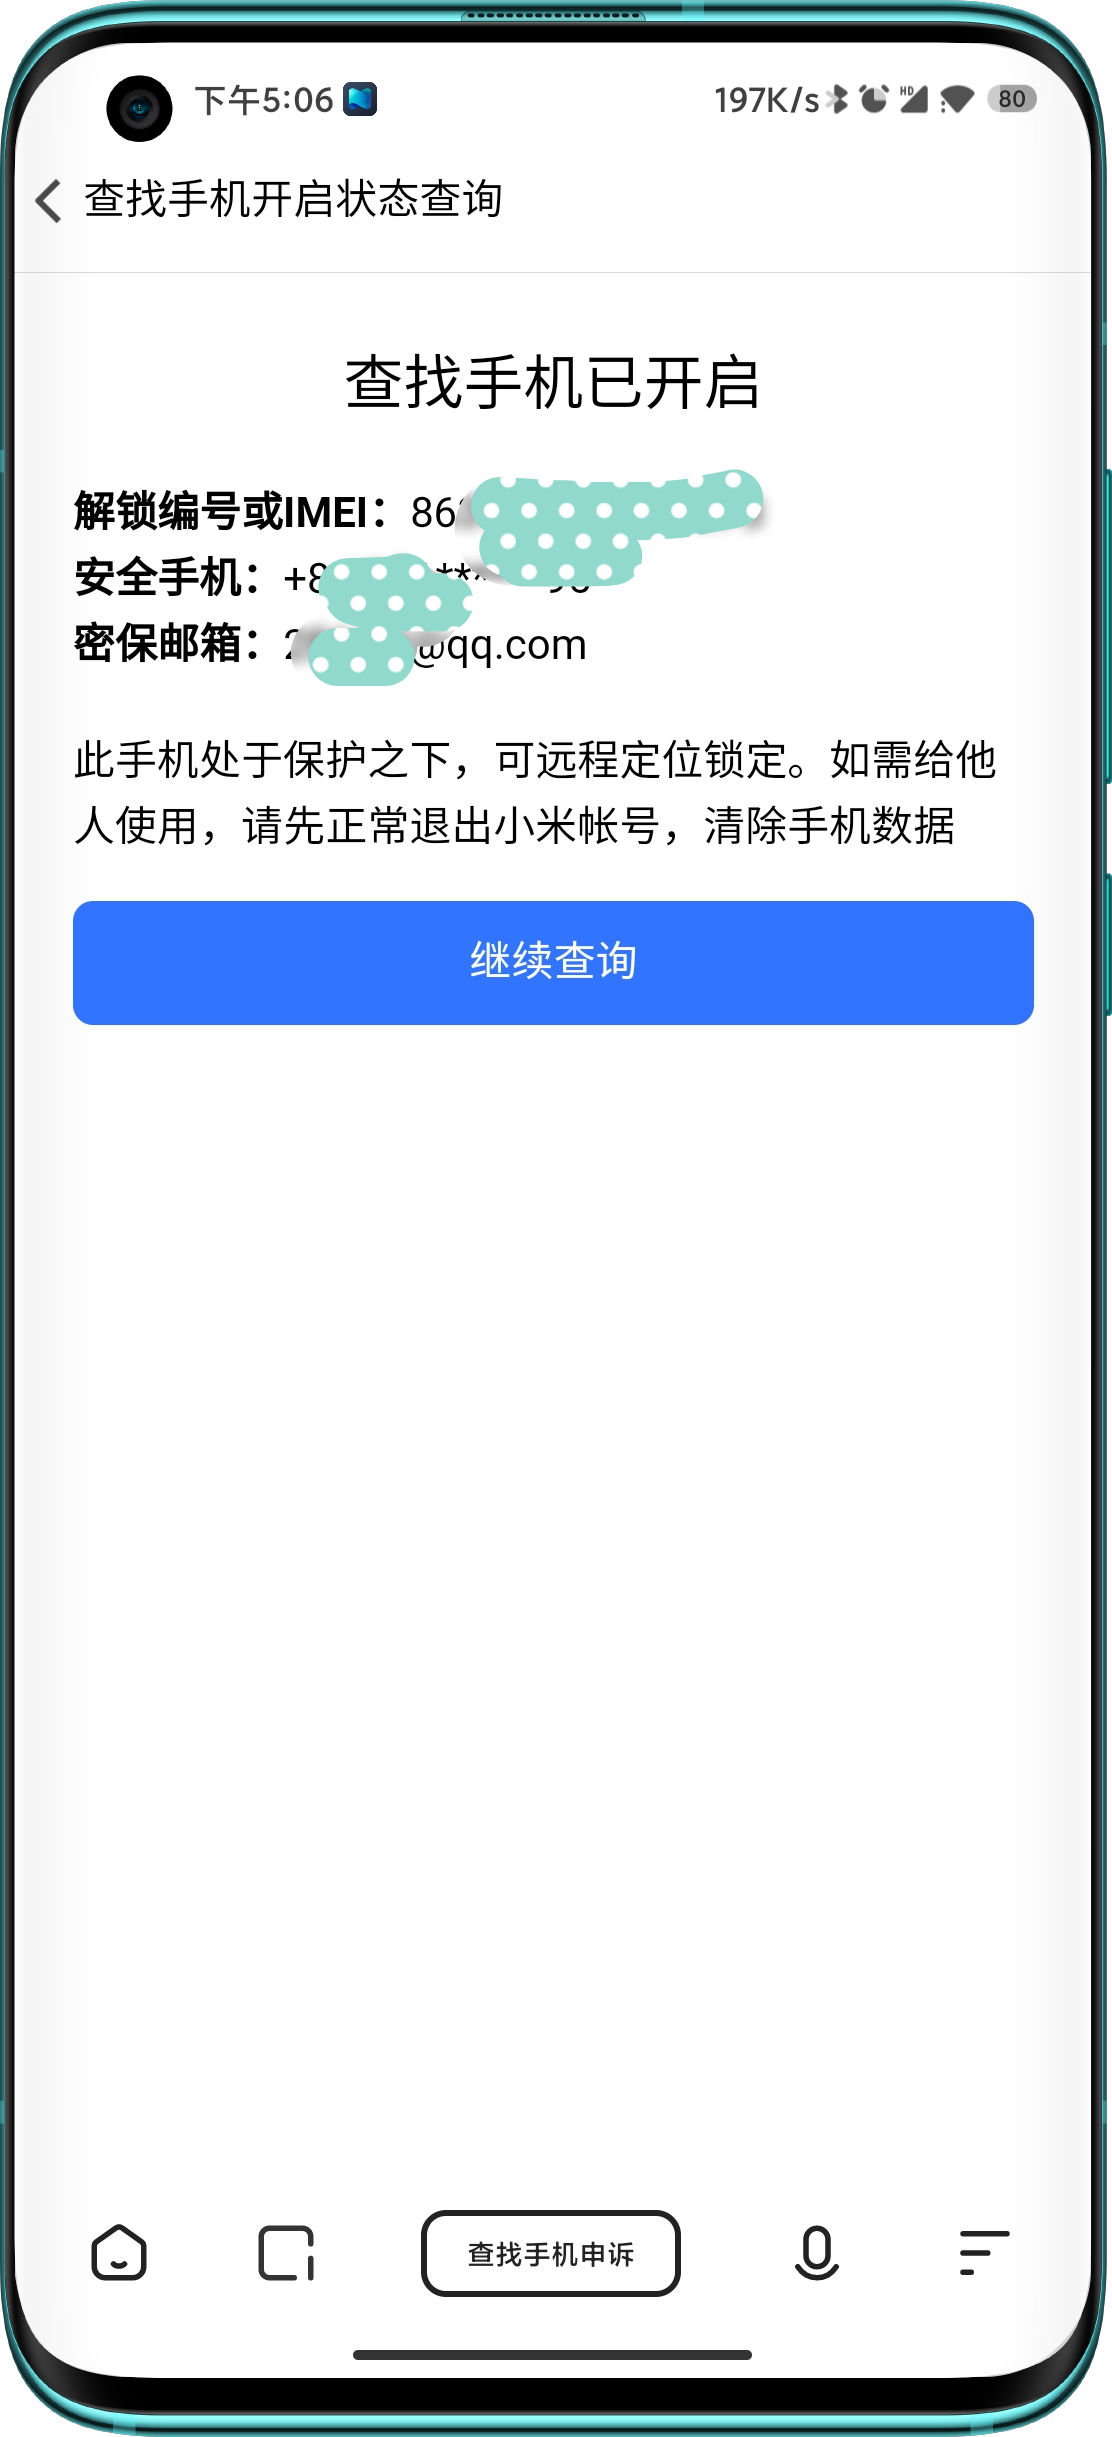 下午5:06
197K/s HD 80
查找手机开启状态查询
查找手机已开启
解锁编号或IMEI：86
安全手机：+8
密保邮箱：2 @qq.com
此手机处于保护之下，可远程定位锁定。如需给他
人使用，请先正常退出小米帐号，清除手机数据
继续查询
查找手机申诉